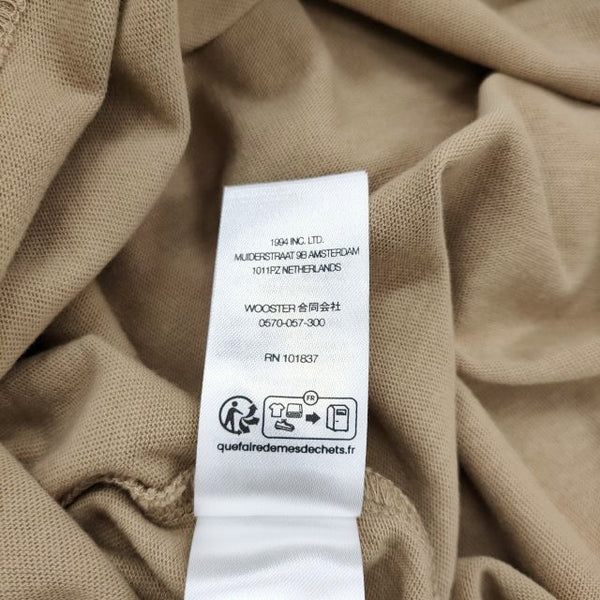 1994 INC. LTD.
MUIDERSTRAAT 9B AMSTERDAM
1011PZ NETHERLANDS
WOOSTER 合同会社
0570-057-300
RN 101837
FR
quefairedemesdechets.fr